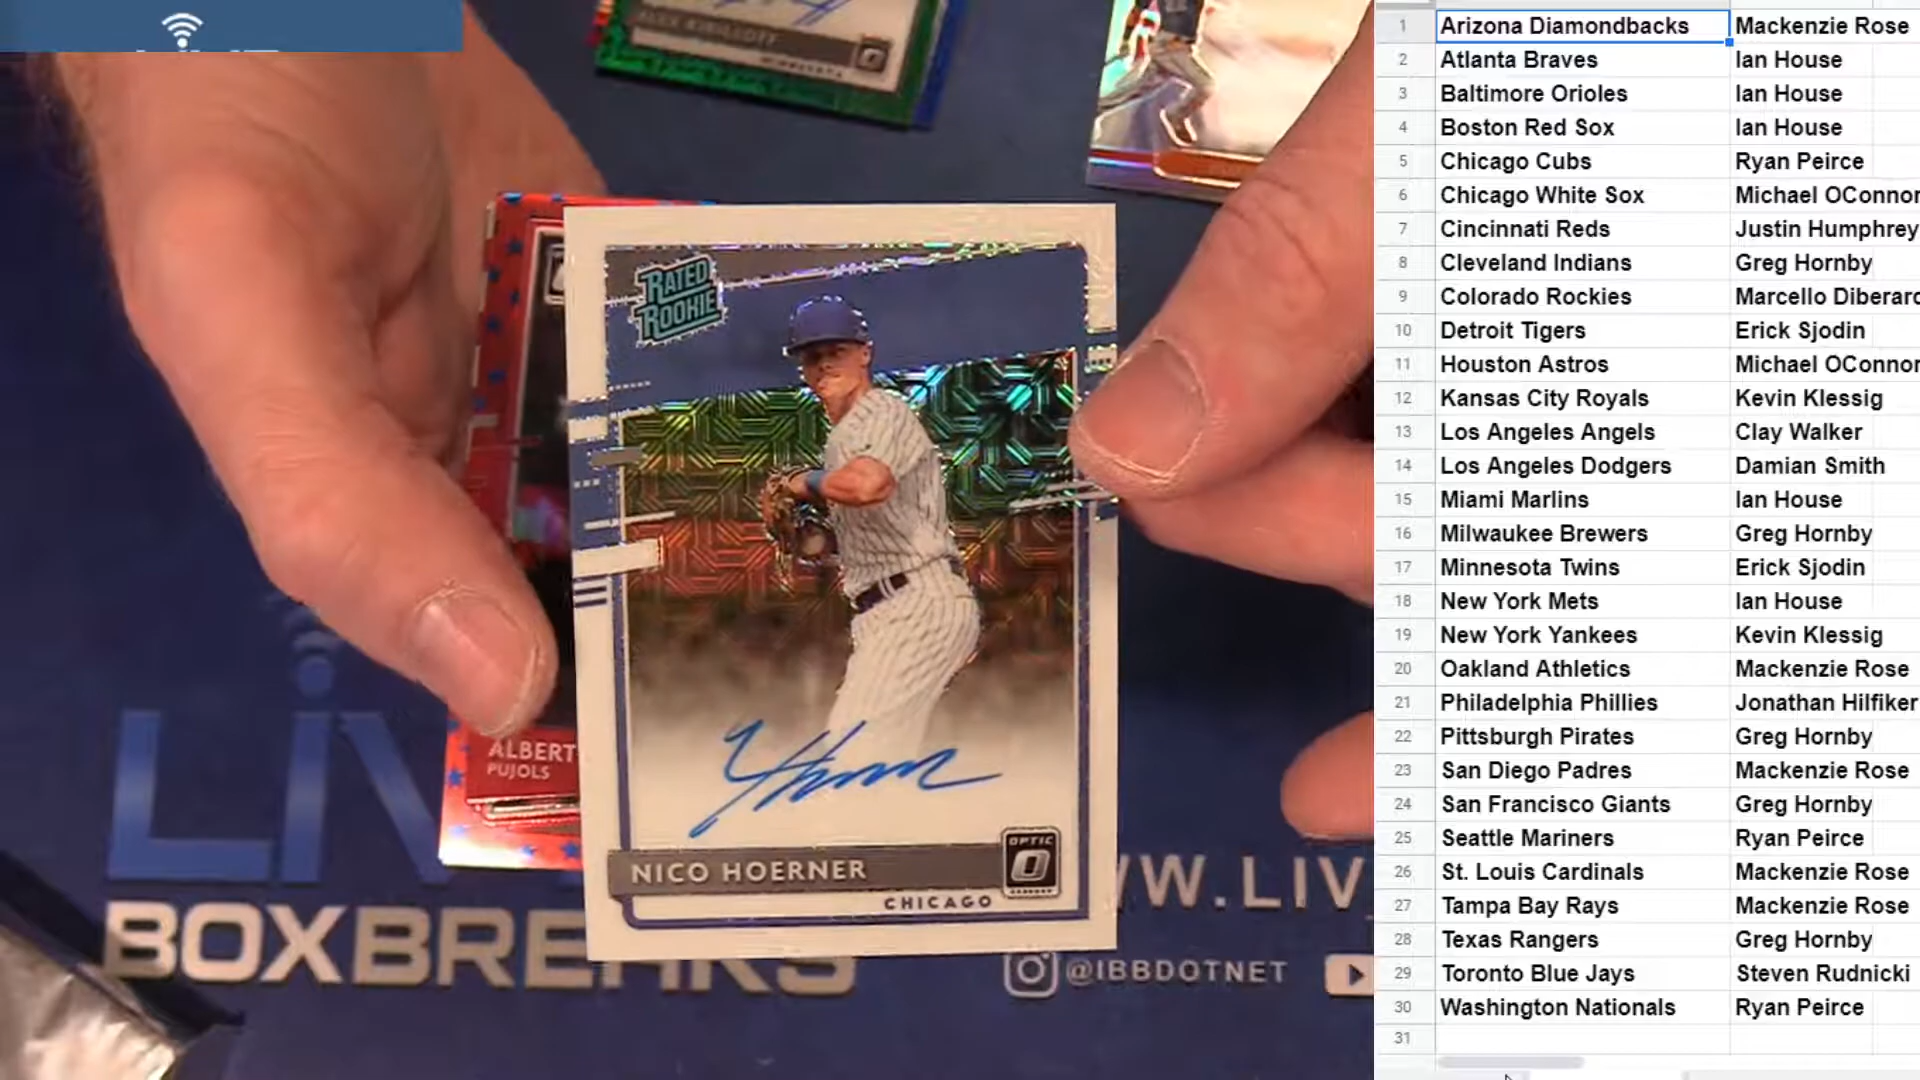 ALEX KIRILLOFF
MINNESOTA
RATED
ROOKIE
ALBERT
PUJOLS
NICO HOERNER
OPTIC
CHICAGO
LIV
BOXBREAKS
W.LIV
@IBBDOTNET
1 Arizona Diamondbacks Mackenzie Rose
2 Atlanta Braves Ian House
3 Baltimore Orioles Ian House
4 Boston Red Sox Ian House
5 Chicago Cubs Ryan Peirce
6 Chicago White Sox Michael OConnor
7 Cincinnati Reds Justin Humphrey
8 Cleveland Indians Greg Hornby
9 Colorado Rockies Marcello Diberard
10 Detroit Tigers Erick Sjodin
11 Houston Astros Michael OConnor
12 Kansas City Royals Kevin Klessig
13 Los Angeles Angels Clay Walker
14 Los Angeles Dodgers Damian Smith
15 Miami Marlins Ian House
16 Milwaukee Brewers Greg Hornby
17 Minnesota Twins Erick Sjodin
18 New York Mets Ian House
19 New York Yankees Kevin Klessig
20 Oakland Athletics Mackenzie Rose
21 Philadelphia Phillies Jonathan Hilfiker
22 Pittsburgh Pirates Greg Hornby
23 San Diego Padres Mackenzie Rose
24 San Francisco Giants Greg Hornby
25 Seattle Mariners Ryan Peirce
26 St. Louis Cardinals Mackenzie Rose
27 Tampa Bay Rays Mackenzie Rose
28 Texas Rangers Greg Hornby
29 Toronto Blue Jays Steven Rudnicki
30 Washington Nationals Ryan Peirce
31